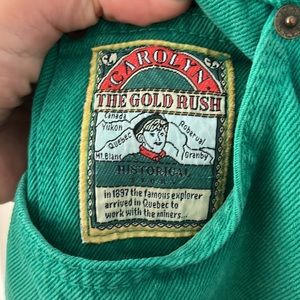 CAROLYN
THE GOLD RUSH
Canada
Yukon
Roberval
Quebec
Mt. Blanc
Granby
HISTORICAL
in 1897 the famous explorer
arrived in Quebec to
work with the miners...